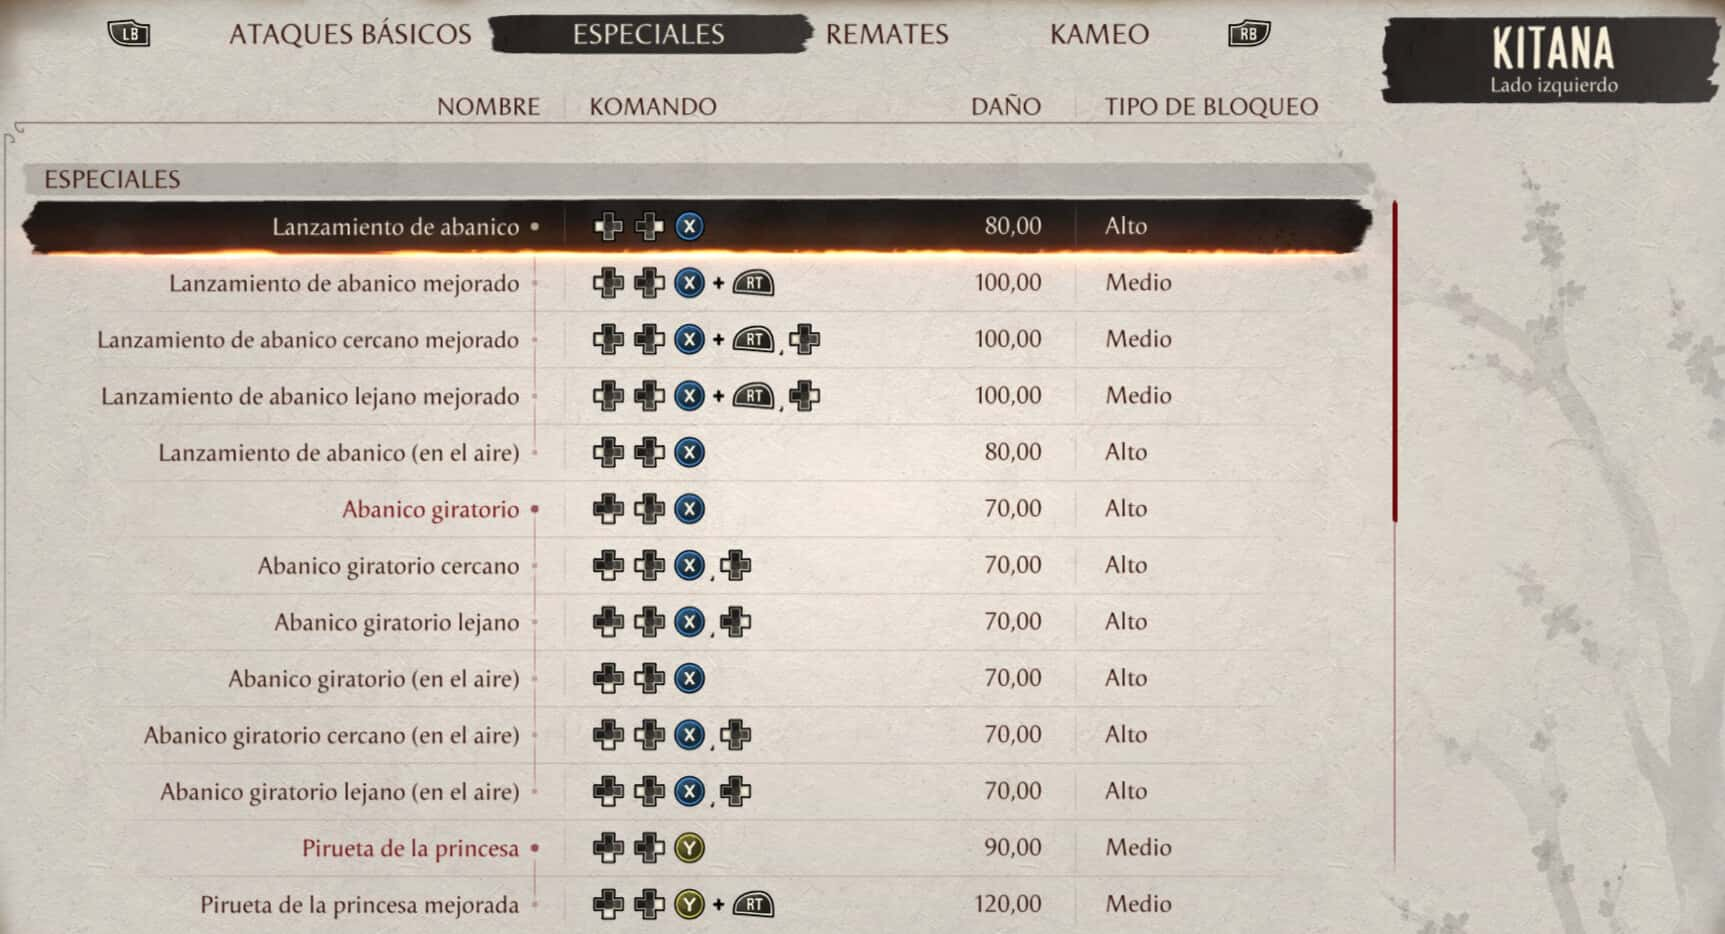 LB ATAQUES BÁSICOS ESPECIALES REMATES KAMEO RB
KITANA
Lado izquierdo
NOMBRE KOMANDO DAÑO TIPO DE BLOQUEO
ESPECIALES
Lanzamiento de abanico X 80,00 Alto
Lanzamiento de abanico mejorado X + RT 100,00 Medio
Lanzamiento de abanico cercano mejorado X + RT , 100,00 Medio
Lanzamiento de abanico lejano mejorado X + RT , 100,00 Medio
Lanzamiento de abanico (en el aire) X 80,00 Alto
Abanico giratorio X 70,00 Alto
Abanico giratorio cercano X , 70,00 Alto
Abanico giratorio lejano X , 70,00 Alto
Abanico giratorio (en el aire) X 70,00 Alto
Abanico giratorio cercano (en el aire) X , 70,00 Alto
Abanico giratorio lejano (en el aire) X , 70,00 Alto
Pirueta de la princesa Y 90,00 Medio
Pirueta de la princesa mejorada Y + RT 120,00 Medio